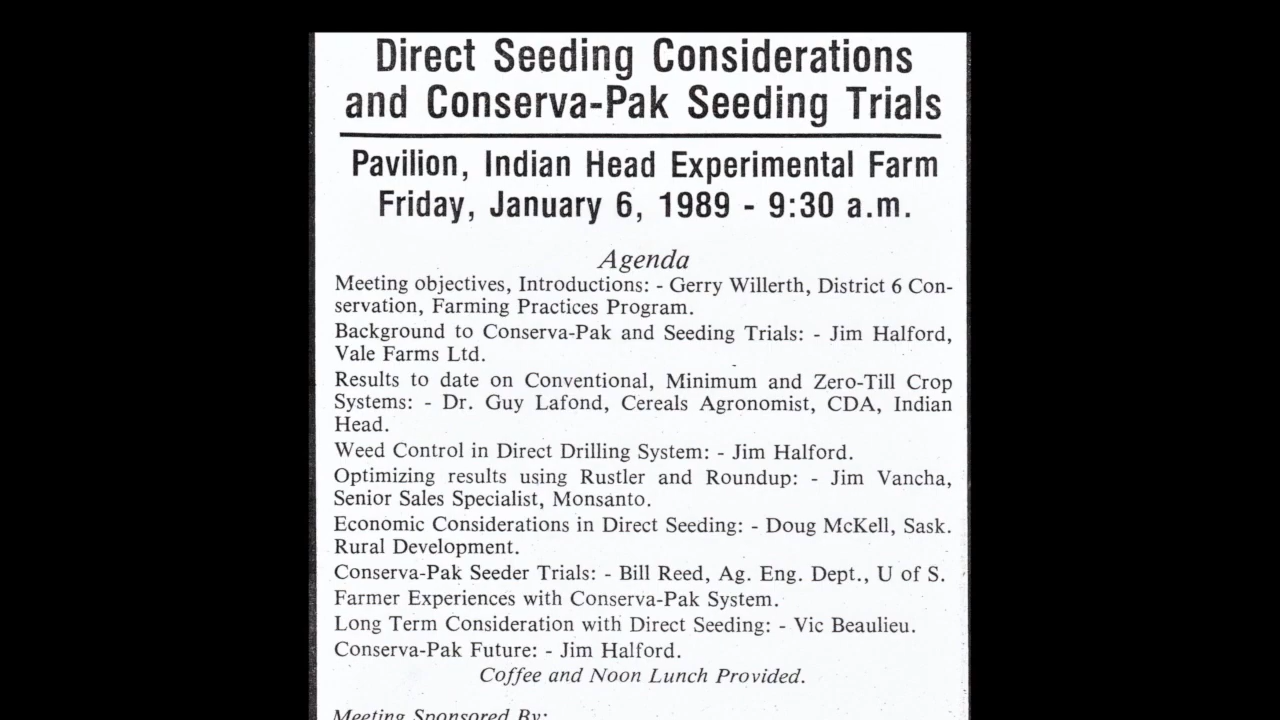 Direct Seeding Considerations
and Conserva-Pak Seeding Trials
Pavilion, Indian Head Experimental Farm
Friday, January 6, 1989 - 9:30 a.m.
Agenda
Meeting objectives, Introductions: - Gerry Willerth, District 6 Con-
servation, Farming Practices Program.
Background to Conserva-Pak and Seeding Trials: - Jim Halford,
Vale Farms Ltd.
Results to date on Conventional, Minimum and Zero-Till Crop
Systems: - Dr. Guy Lafond, Cereals Agronomist, CDA, Indian
Head.
Weed Control in Direct Drilling System: - Jim Halford.
Optimizing results using Rustler and Roundup: - Jim Vancha,
Senior Sales Specialist, Monsanto.
Economic Considerations in Direct Seeding: - Doug McKell, Sask.
Rural Development.
Conserva-Pak Seeder Trials: - Bill Reed, Ag. Eng. Dept., U of S.
Farmer Experiences with Conserva-Pak System.
Long Term Consideration with Direct Seeding: - Vic Beaulieu.
Conserva-Pak Future: - Jim Halford.
Coffee and Noon Lunch Provided.
Meeting Sponsored By: